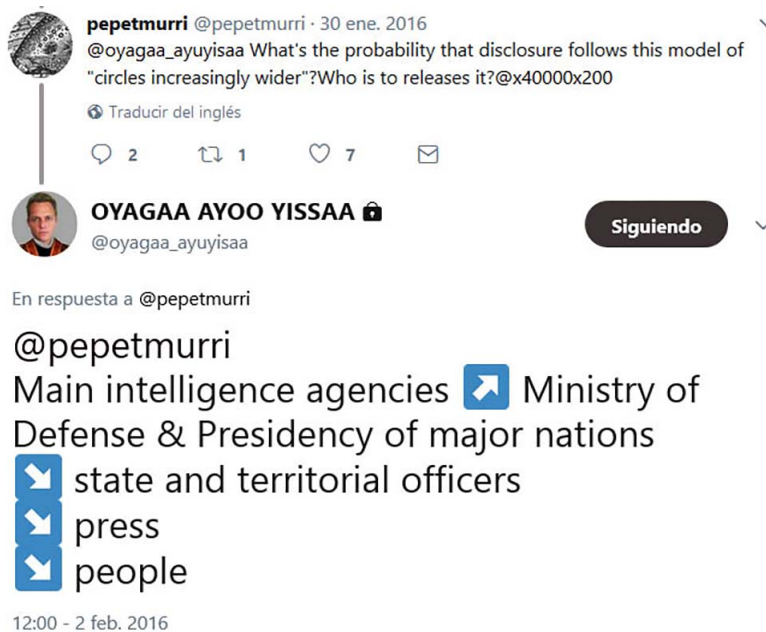 pepetmurri @pepetmurri · 30 ene. 2016
@oyagaa_ayuyisaa What's the probability that disclosure follows this model of
"circles increasingly wider"?Who is to releases it?@x40000x200
Traducir del inglés
2 1 7
OYAGAA AYOO YISSAA
@oyagaa_ayuyisaa
Siguiendo
En respuesta a @pepetmurri
@pepetmurri
Main intelligence agencies ↗ Ministry of
Defense & Presidency of major nations
↘ state and territorial officers
↘ press
↘ people
12:00 - 2 feb. 2016